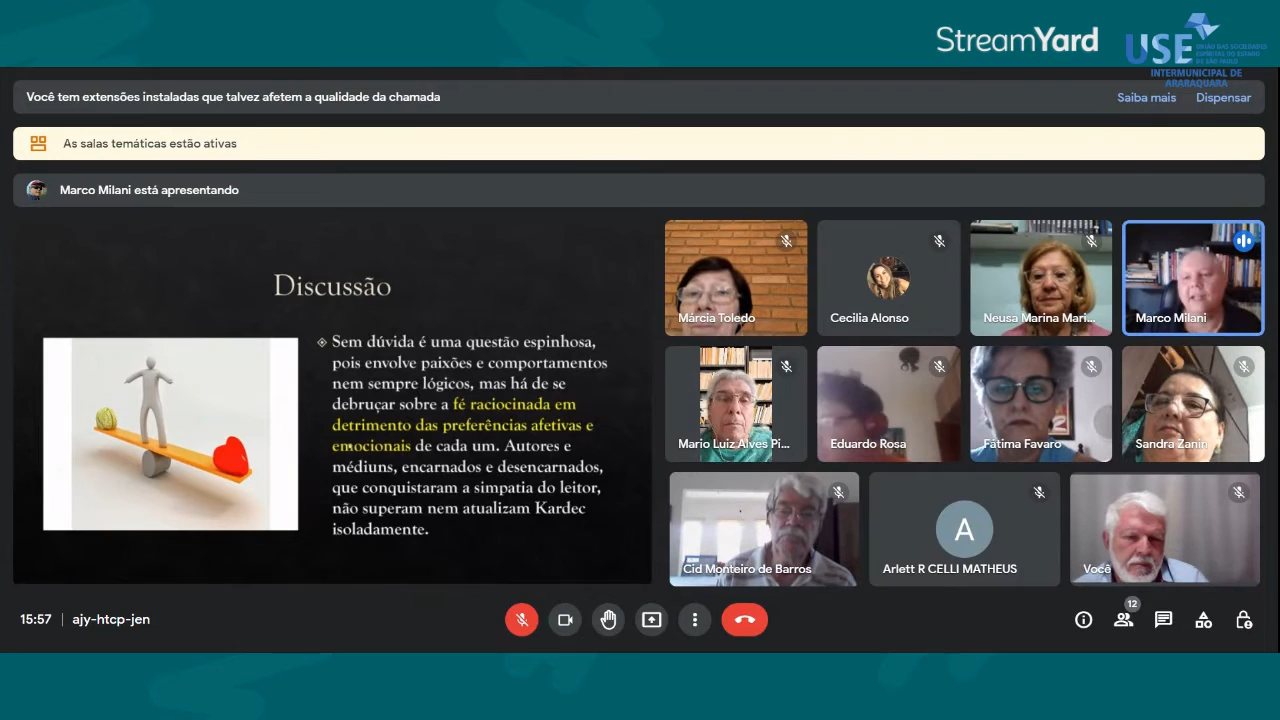 StreamYard
USE
UNIÃO DAS SOCIEDADES
ESPÍRITAS DO ESTADO
DE SÃO PAULO
INTERMUNICIPAL DE
ARARAQUARA
Você tem extensões instaladas que talvez afetem a qualidade da chamada
Saiba mais
Dispensar
As salas temáticas estão ativas
Marco Milani está apresentando
Discussão
Sem dúvida é uma questão espinhosa,
pois envolve paixões e comportamentos
nem sempre lógicos, mas há de se
debruçar sobre a fé raciocinada em
detrimento das preferências afetivas e
emocionais de cada um. Autores e
médiuns, encarnados e desencarnados,
que conquistaram a simpatia do leitor,
não superam nem atualizam Kardec
isoladamente.
Márcia Toledo
Cecilia Alonso
Neusa Marina Mari...
Marco Milani
Mario Luiz Alves Pi...
Eduardo Rosa
Fátima Favaro
Sandra Zanin
Cid Monteiro de Barros
A
Arlett R CELLI MATHEUS
Você
15:57
ajy-htcp-jen
12